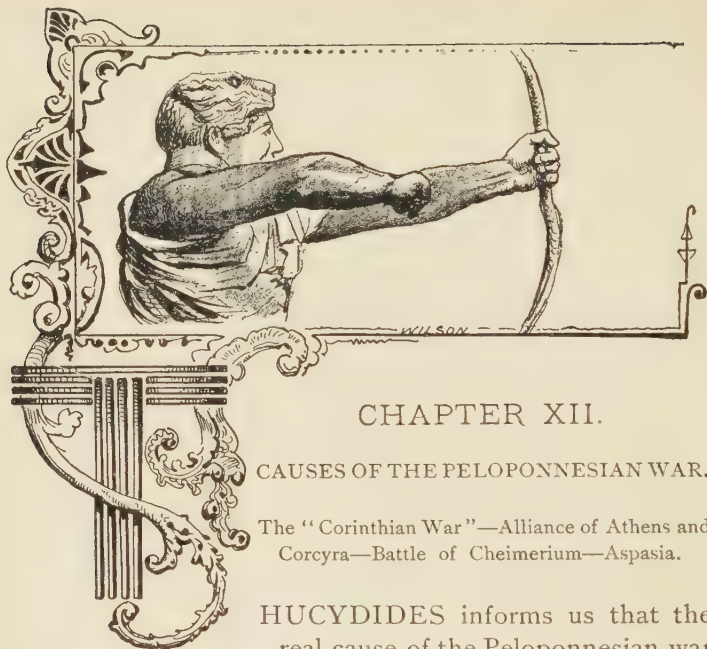 WILSON
CHAPTER XII.
CAUSES OF THE PELOPONNESIAN WAR.
The "Corinthian War"—Alliance of Athens and
Corcyra—Battle of Cheimerium—Aspasia.
THUCYDIDES informs us that the
real cause of the Peloponnesian war